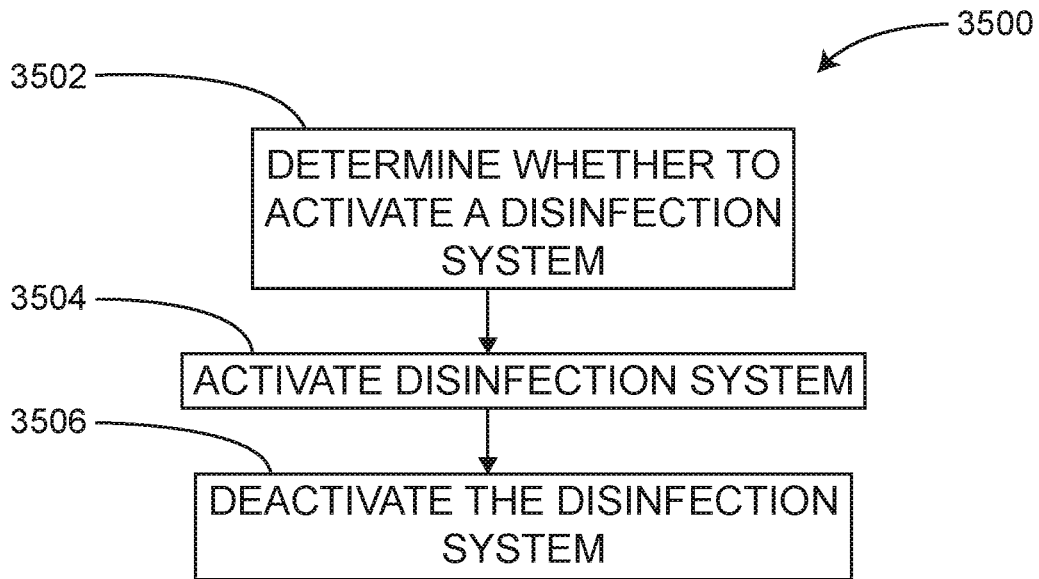 3500
3502
DETERMINE WHETHER TO
ACTIVATE A DISINFECTION
SYSTEM
3504
ACTIVATE DISINFECTION SYSTEM
3506
DEACTIVATE THE DISINFECTION
SYSTEM